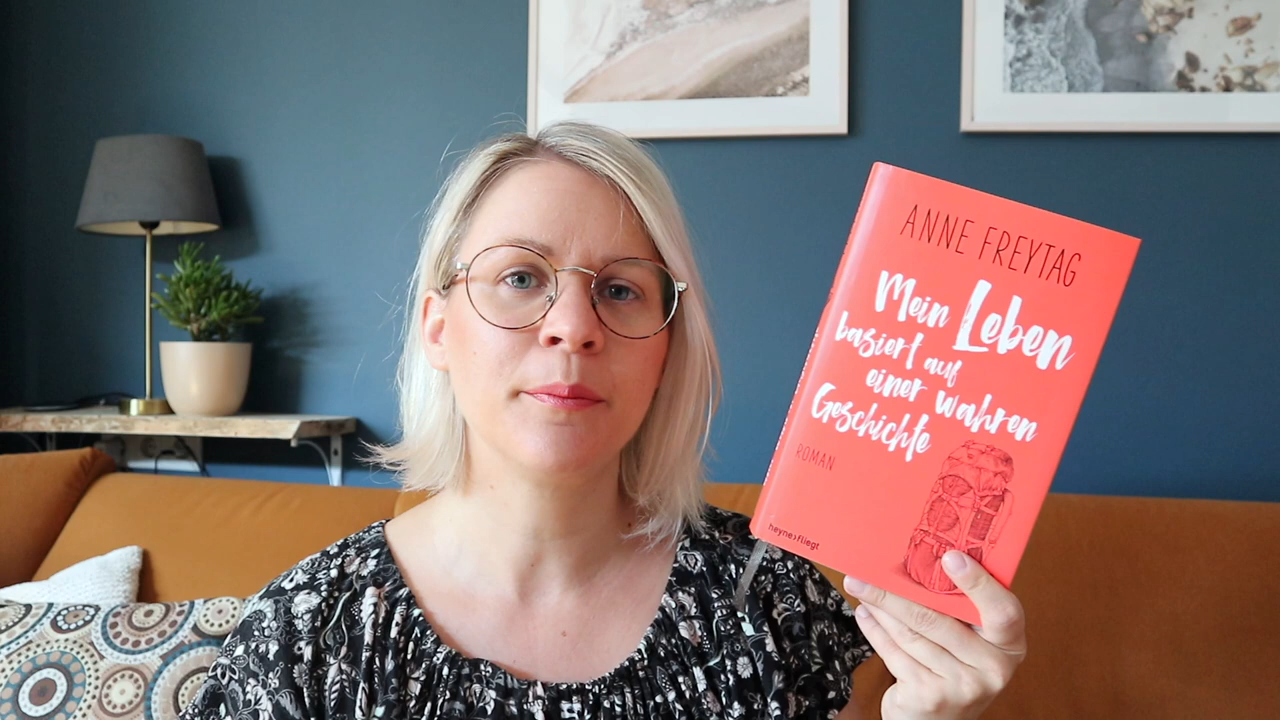 ANNE FREYTAG
Mein Leben
basiert auf
einer wahren
Geschichte
ROMAN
heyne›fliegt